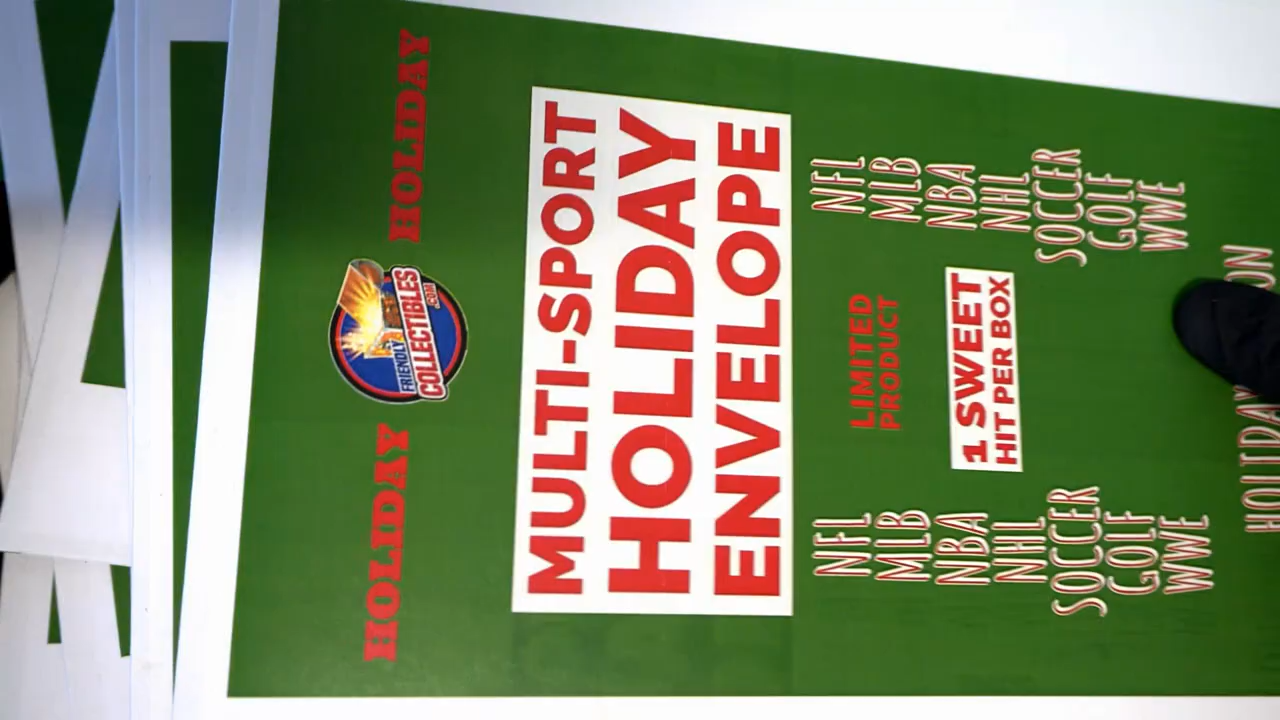 HOLIDAY
FRIENDLY
COLLECTIBLES
.COM
HOLIDAY
MULTI-SPORT
HOLIDAY
ENVELOPE
NFL
MLB
NBA
NHL
SOCCER
GOLF
WWE
LIMITED
PRODUCT
1 SWEET
HIT PER BOX
NFL
MLB
NBA
NHL
SOCCER
GOLF
WWE
HOLIDAY